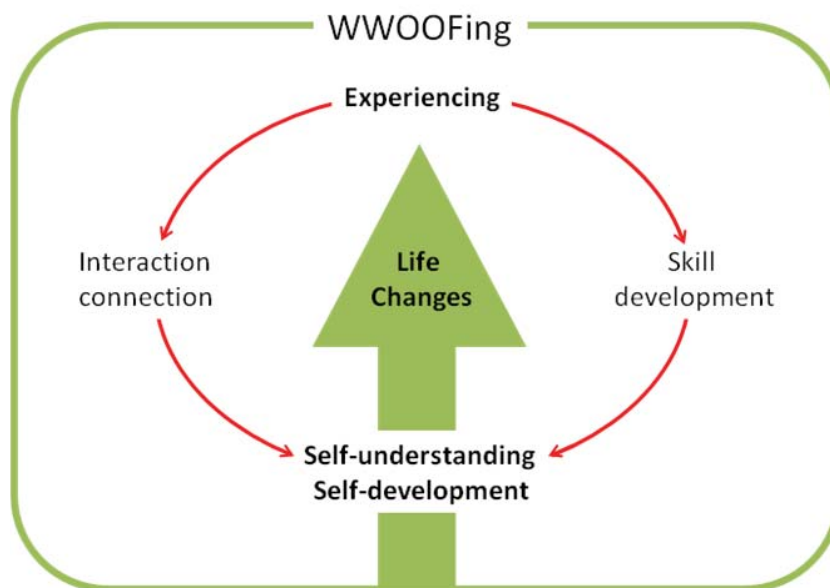 WWOOFing
Experiencing
Interaction
connection
Life
Changes
Skill
development
Self-understanding
Self-development